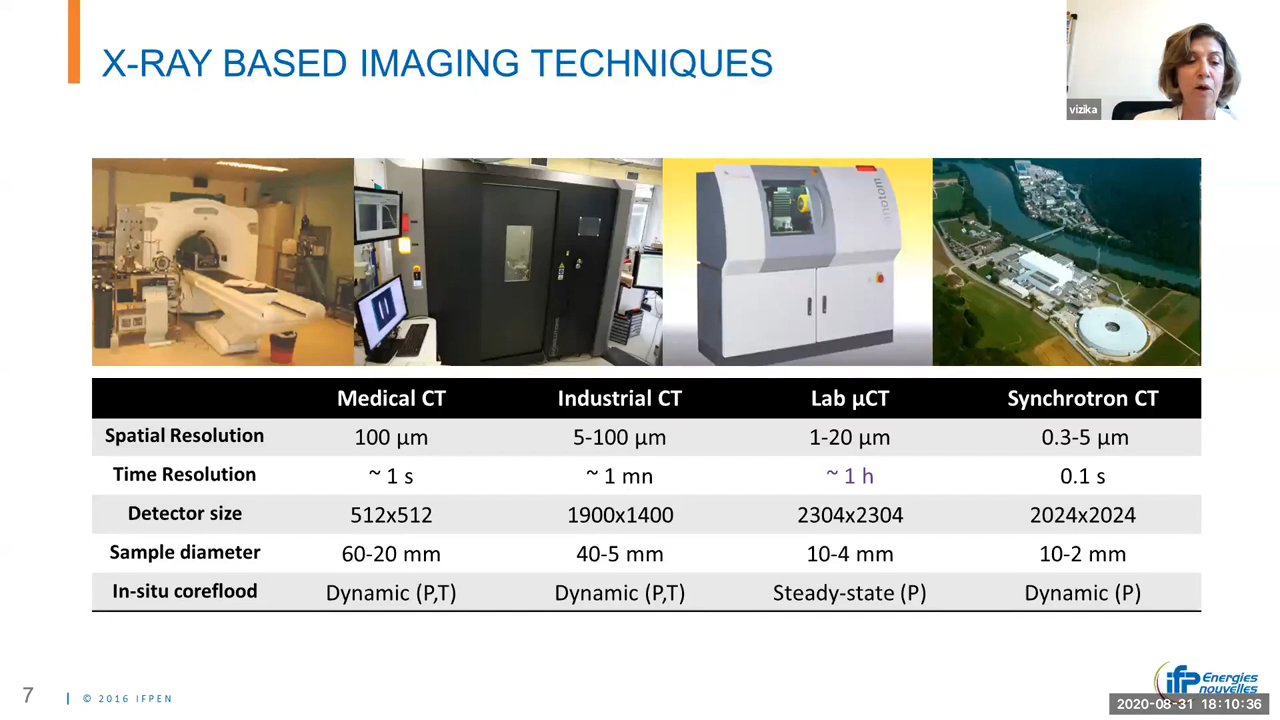 X-RAY BASED IMAGING TECHNIQUES
vizika
Medical CT Industrial CT Lab µCT Synchrotron CT
Spatial Resolution 100 µm 5-100 µm 1-20 µm 0.3-5 µm
Time Resolution ~ 1 s ~ 1 mn ~ 1 h 0.1 s
Detector size 512x512 1900x1400 2304x2304 2024x2024
Sample diameter 60-20 mm 40-5 mm 10-4 mm 10-2 mm
In-situ coreflood Dynamic (P,T) Dynamic (P,T) Steady-state (P) Dynamic (P)
7 | © 2016 IFPEN
ifp Energies
nouvelles
2020-08-31 18:10:36